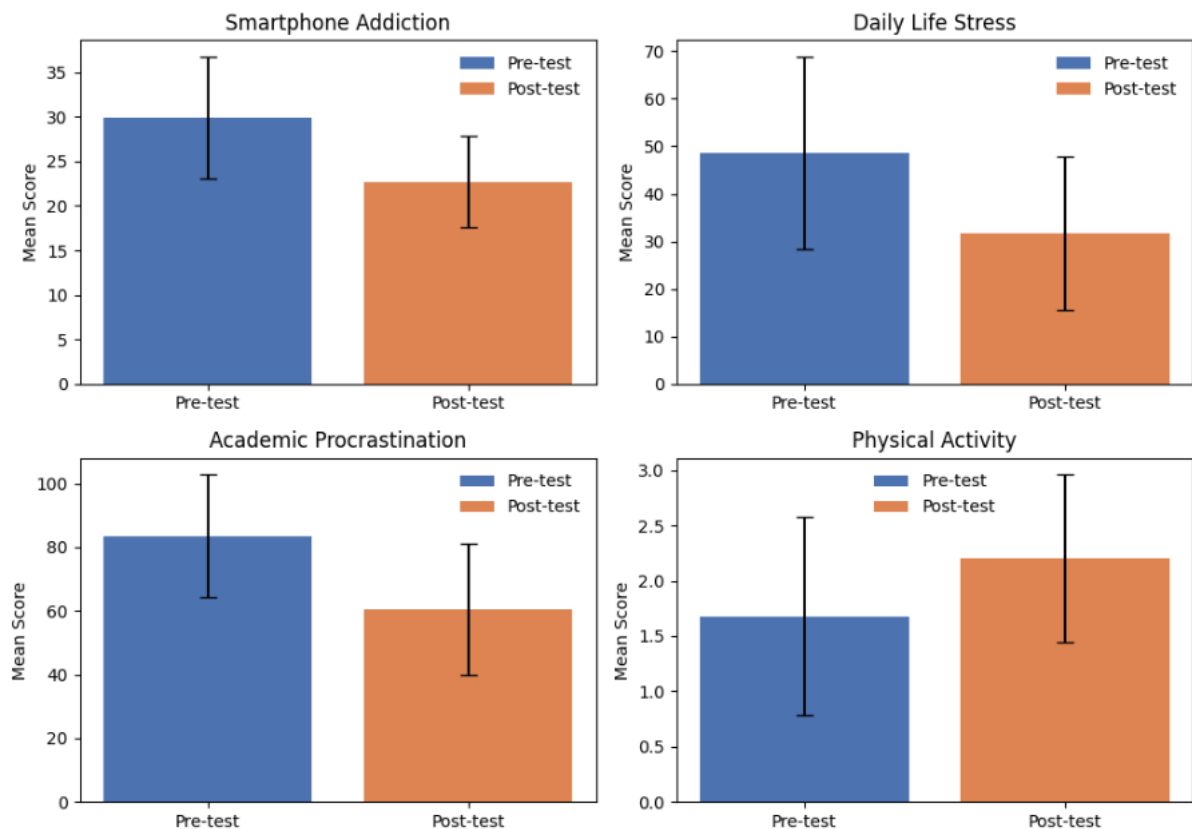 Smartphone Addiction
Mean Score
35
30
25
20
15
10
5
0
Pre-test
Post-test
Pre-test
Post-test
Daily Life Stress
Mean Score
70
60
50
40
30
20
10
0
Pre-test
Post-test
Pre-test
Post-test
Academic Procrastination
Mean Score
100
80
60
40
20
0
Pre-test
Post-test
Pre-test
Post-test
Physical Activity
Mean Score
3.0
2.5
2.0
1.5
1.0
0.5
0.0
Pre-test
Post-test
Pre-test
Post-test